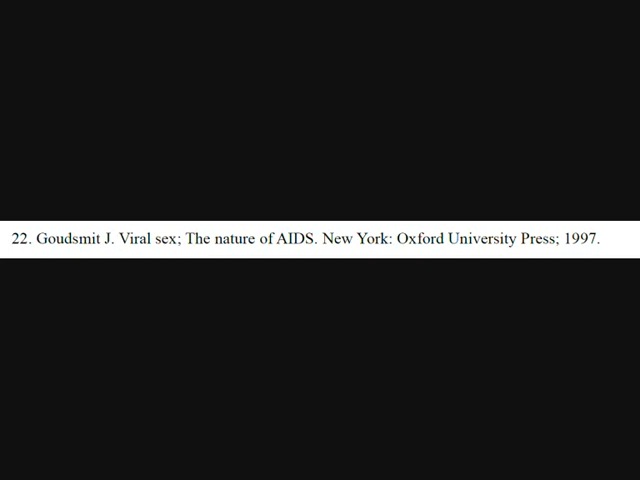 22. Goudsmit J. Viral sex; The nature of AIDS. New York: Oxford University Press; 1997.